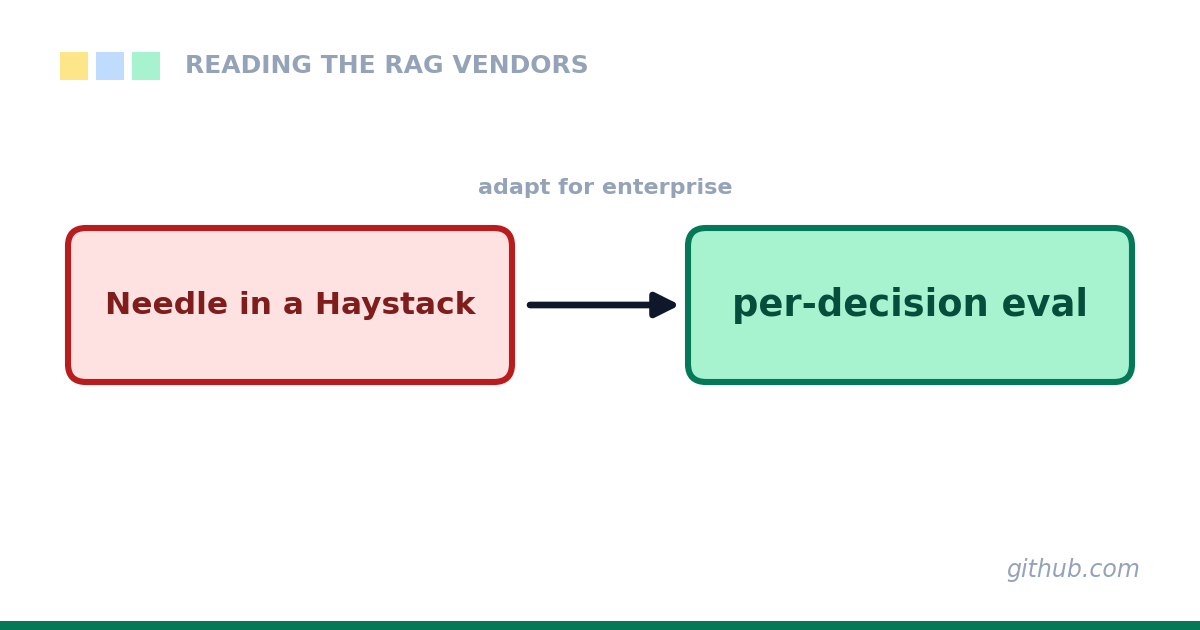 READING THE RAG VENDORS
adapt for enterprise
Needle in a Haystack
per-decision eval
github.com